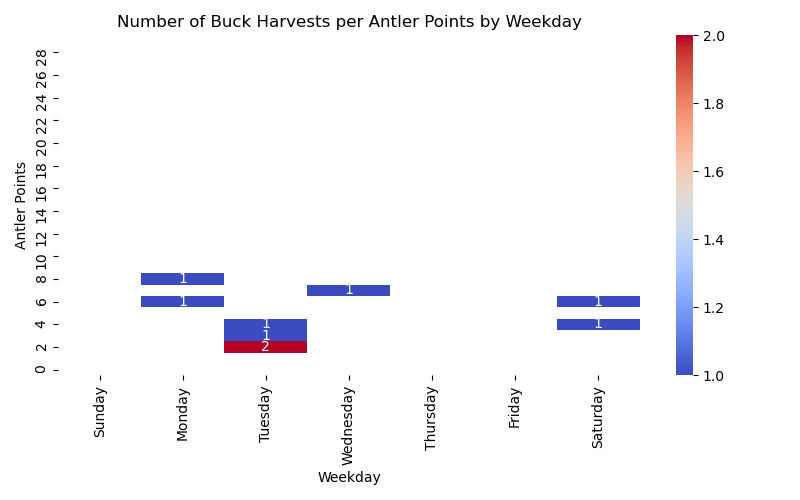 Number of Buck Harvests per Antler Points by Weekday
Antler Points
28
26
24
22
20
18
16
14
12
10
8
6
4
2
0
1
1
1
1
1
1
1
2
Sunday
Monday
Tuesday
Wednesday
Thursday
Friday
Saturday
Weekday
2.0
1.8
1.6
1.4
1.2
1.0